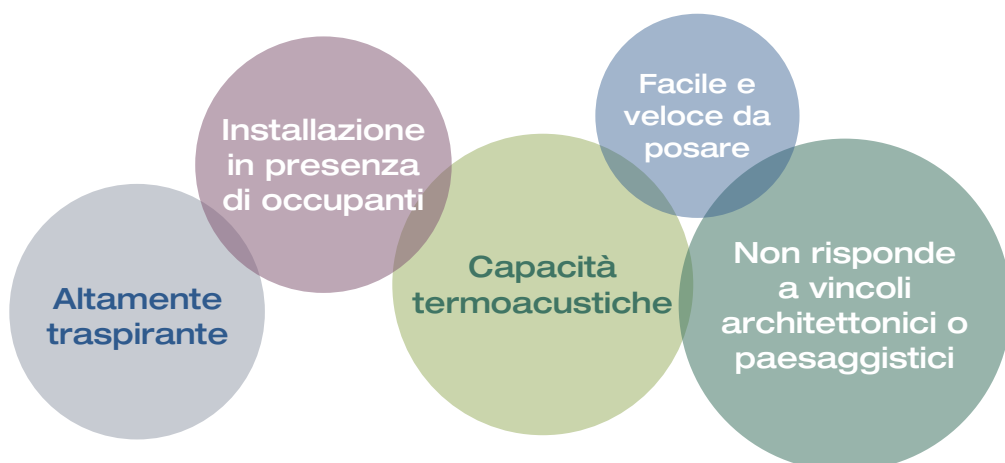 Altamente
traspirante
Installazione
in presenza
di occupanti
Capacità
termoacustiche
Facile e
veloce da
posare
Non risponde
a vincoli
architettonici o
paesaggistici